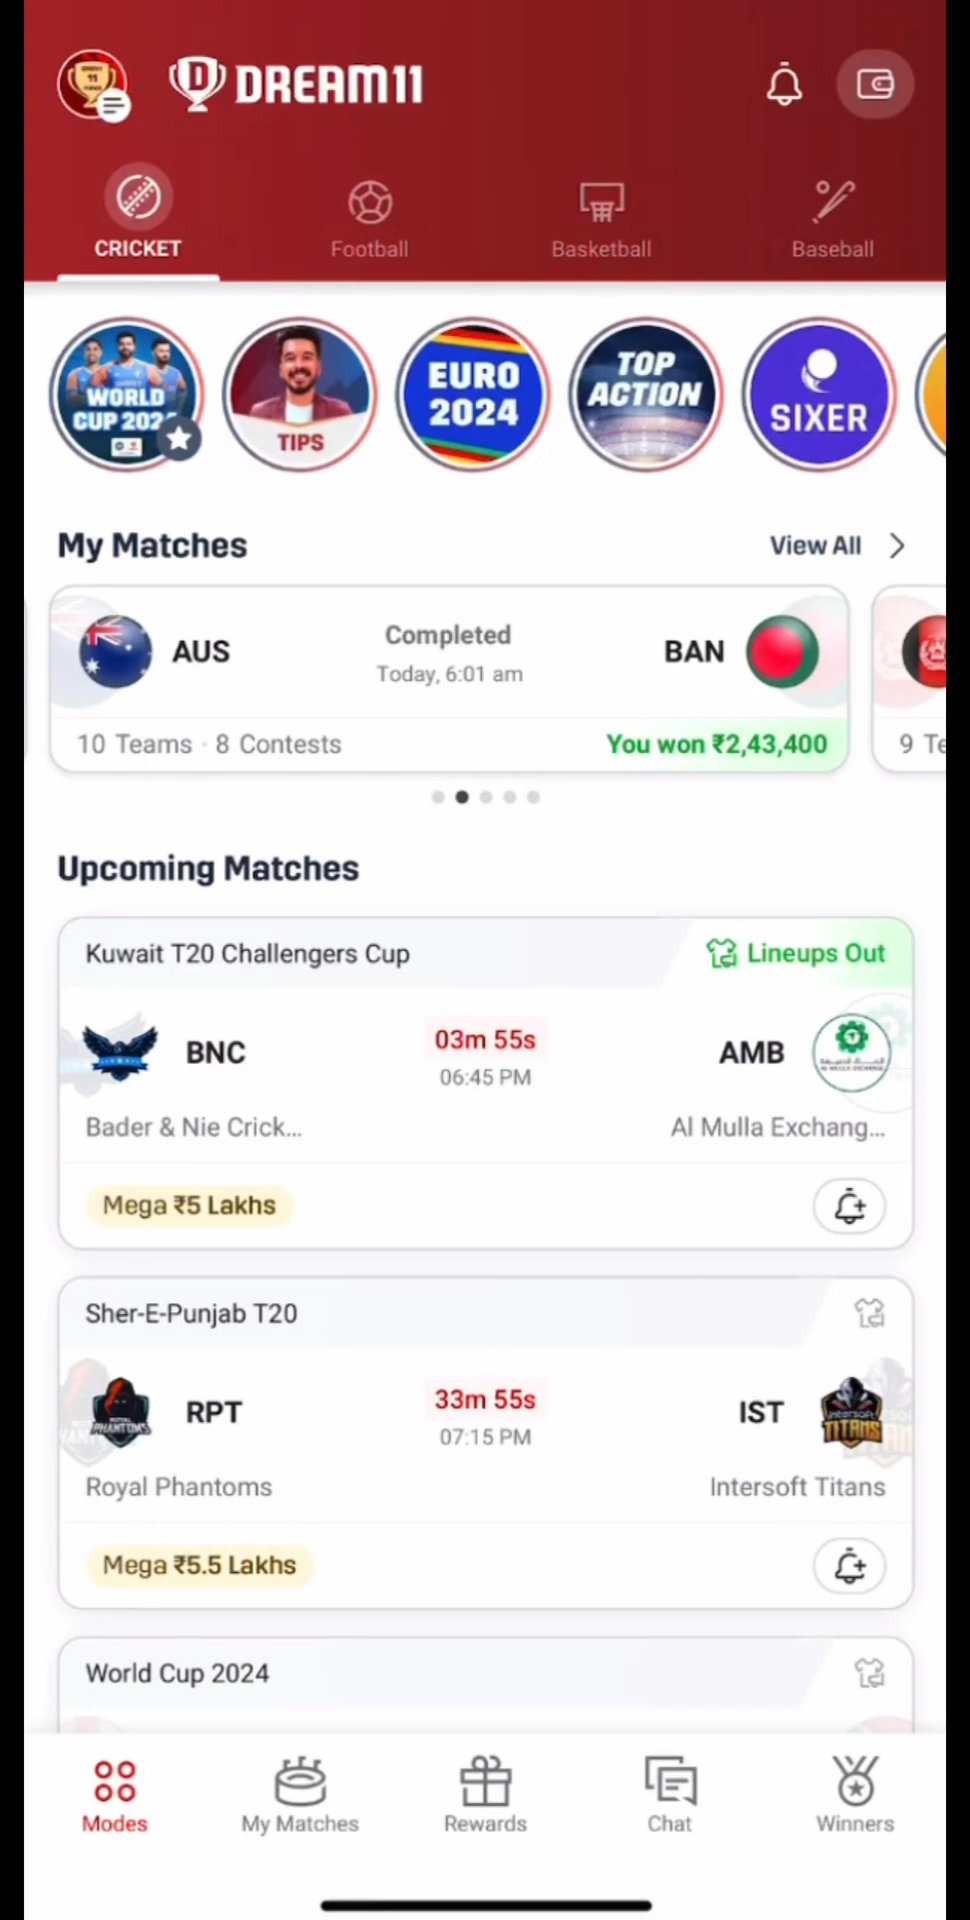 DREAM11
CRICKET
Football
Basketball
Baseball
WORLD
CUP 202
TIPS
EURO
2024
TOP
ACTION
SIXER
My Matches
View All
AUS
Completed
Today, 6:01 am
BAN
10 Teams · 8 Contests
You won ₹2,43,400
9 Te
Upcoming Matches
Kuwait T20 Challengers Cup
Lineups Out
BNC
03m 55s
06:45 PM
AMB
Bader & Nie Crick...
Al Mulla Exchang...
Mega ₹5 Lakhs
Sher-E-Punjab T20
RPT
33m 55s
07:15 PM
IST
Royal Phantoms
Intersoft Titans
Mega ₹5.5 Lakhs
World Cup 2024
Modes
My Matches
Rewards
Chat
Winners